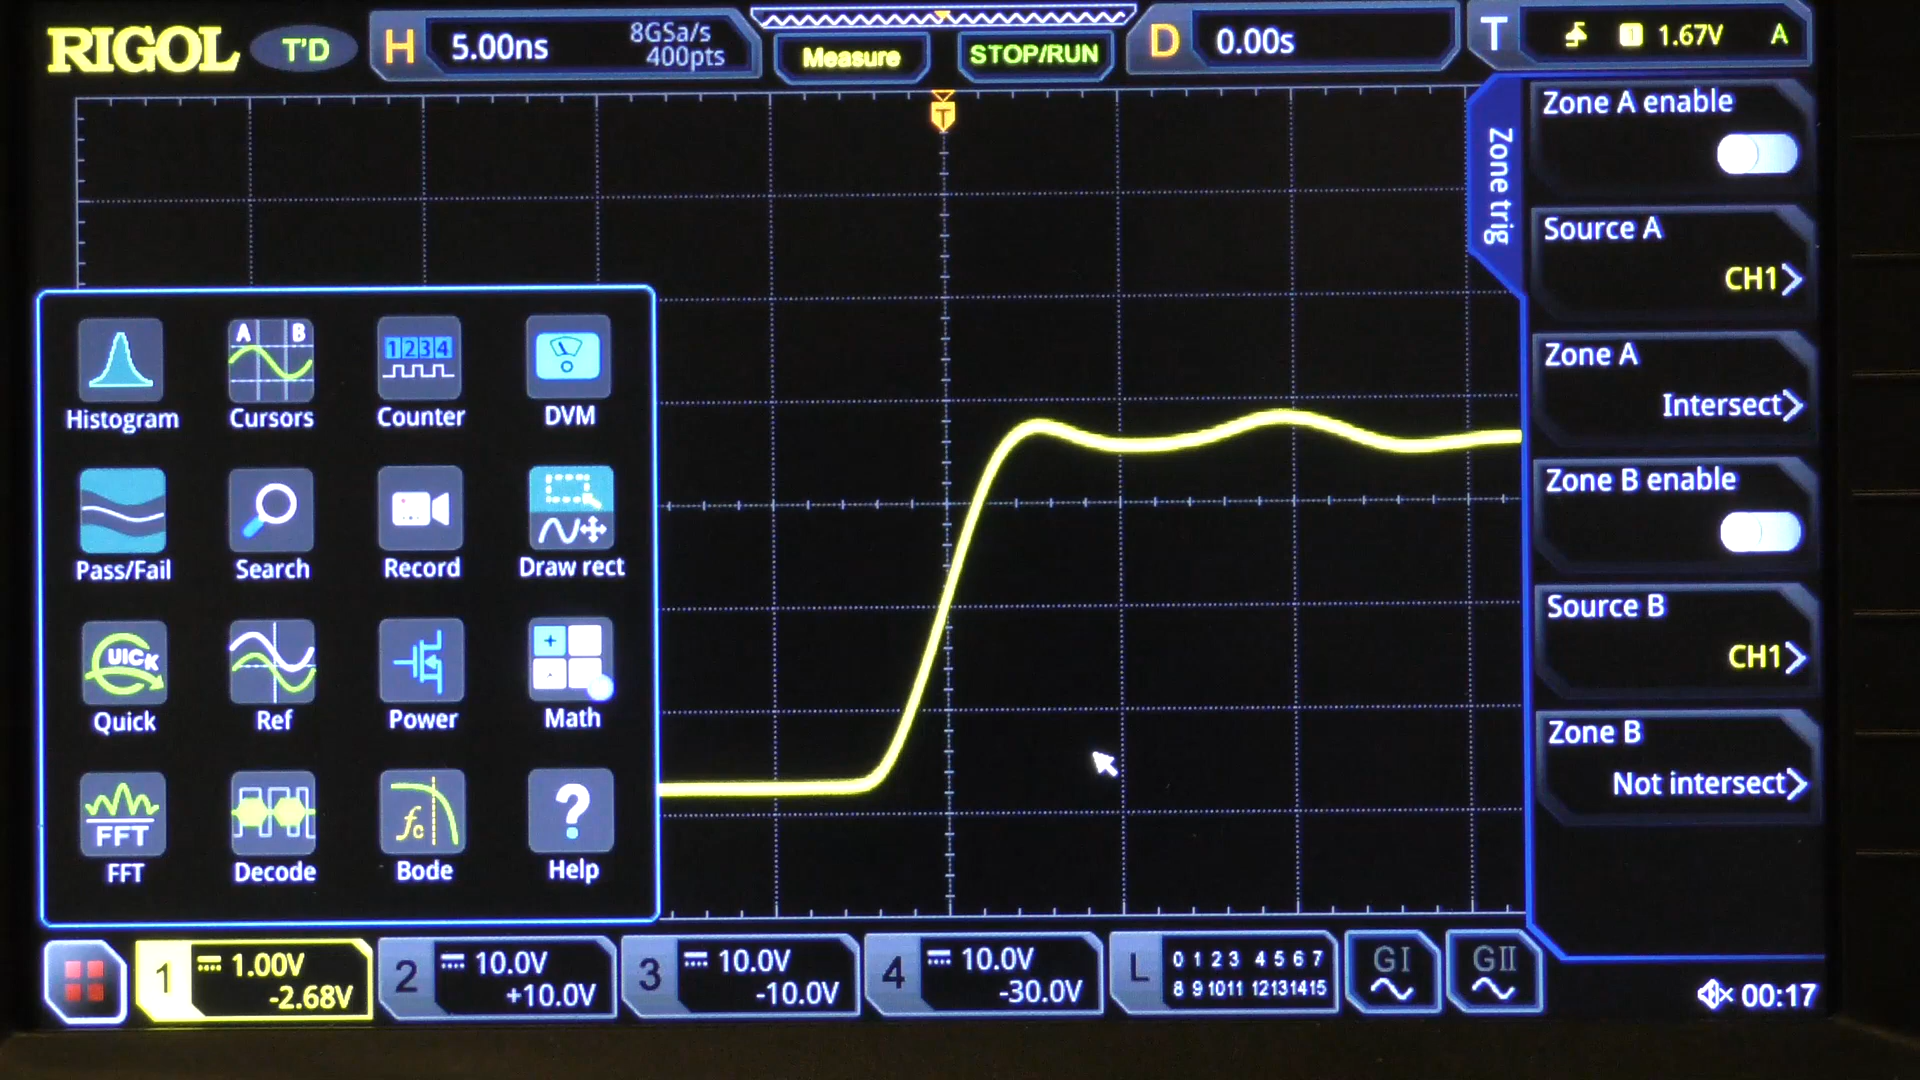 RIGOL
T'D
H
5.00ns
8GSa/s
400pts
Measure
STOP/RUN
D
0.00s
T
1
1.67V
A
T
Zone trig
Zone A enable
Source A
CH1
Zone A
Intersect
Zone B enable
Source B
CH1
Zone B
Not intersect
A B
1234
Histogram
Cursors
Counter
DVM
Pass/Fail
Search
Record
Draw rect
UICK
Quick
Ref
Power
Math
FFT
fc
?
FFT
Decode
Bode
Help
1
1.00V
-2.68V
2
10.0V
+10.0V
3
10.0V
-10.0V
4
10.0V
-30.0V
L
0 1 2 3 4 5 6 7
8 9 10 11 12 13 14 15
GI
GII
00:17